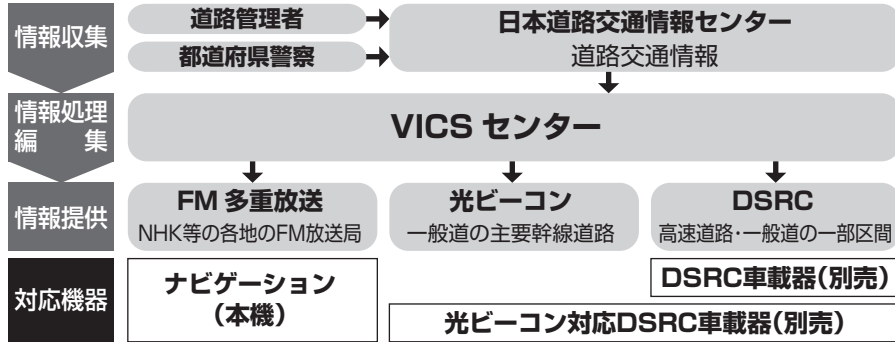 情報収集
道路管理者
都道府県警察
日本道路交通情報センター
道路交通情報
情報処理
編　集
VICS センター
情報提供
FM 多重放送
NHK等の各地のFM放送局
光ビーコン
一般道の主要幹線道路
DSRC
高速道路･一般道の一部区間
対応機器
ナビゲーション
（本機）
DSRC車載器（別売）
光ビーコン対応DSRC車載器（別売）